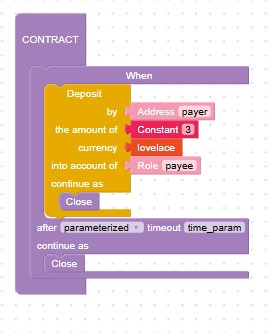 CONTRACT
When
Deposit
by Address payer
the amount of Constant 3
currency lovelace
into account of Role payee
continue as
Close
after parameterized timeout time_param
continue as
Close